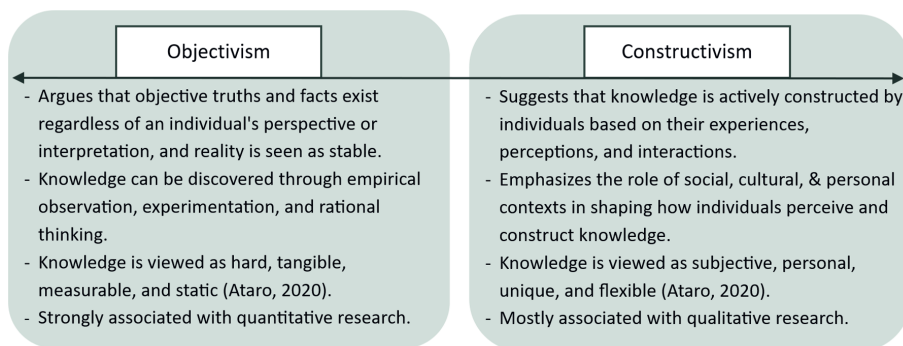 Objectivism
- Argues that objective truths and facts exist
regardless of an individual's perspective or
interpretation, and reality is seen as stable.
- Knowledge can be discovered through empirical
observation, experimentation, and rational
thinking.
- Knowledge is viewed as hard, tangible,
measurable, and static (Ataro, 2020).
- Strongly associated with quantitative research.
Constructivism
- Suggests that knowledge is actively constructed by
individuals based on their experiences,
perceptions, and interactions.
- Emphasizes the role of social, cultural, & personal
contexts in shaping how individuals perceive and
construct knowledge.
- Knowledge is viewed as subjective, personal,
unique, and flexible (Ataro, 2020).
- Mostly associated with qualitative research.